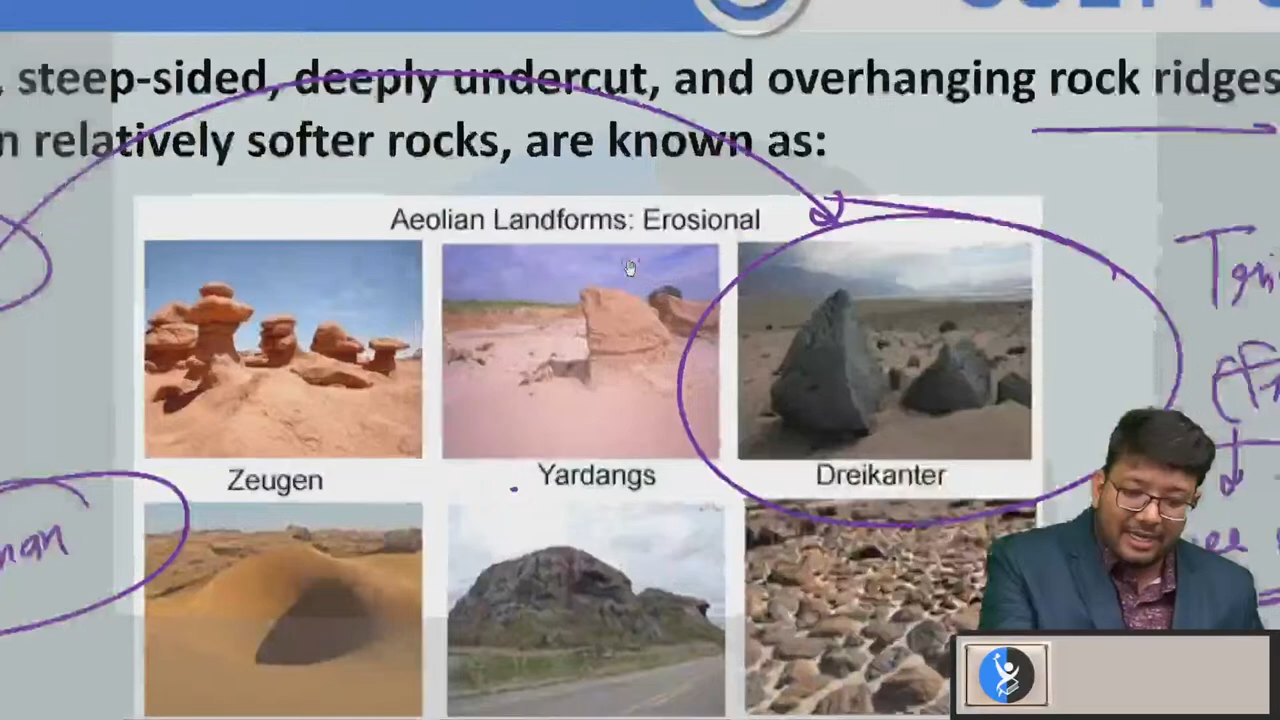 , steep-sided, deeply undercut, and overhanging rock ridges
n relatively softer rocks, are known as:
Aeolian Landforms: Erosional
Zeugen
Yardangs
Dreikanter